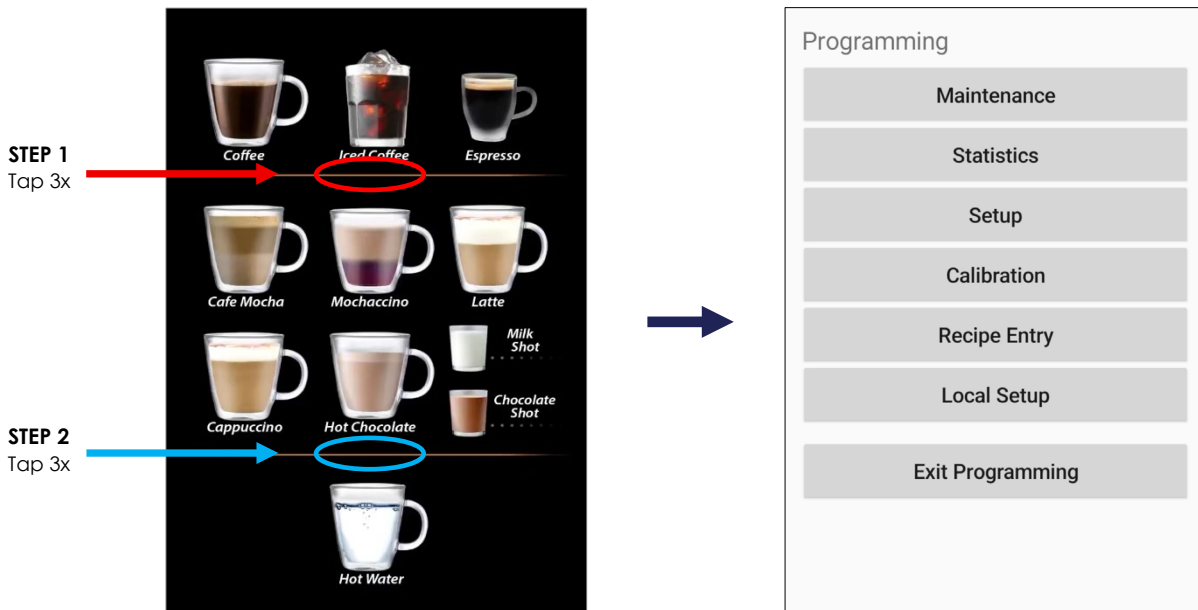 STEP 1
Tap 3x
Coffee
Iced Coffee
Espresso
Cafe Mocha
Mochaccino
Latte
Milk
Shot
Cappuccino
Hot Chocolate
Chocolate
Shot
STEP 2
Tap 3x
Hot Water
Programming
Maintenance
Statistics
Setup
Calibration
Recipe Entry
Local Setup
Exit Programming